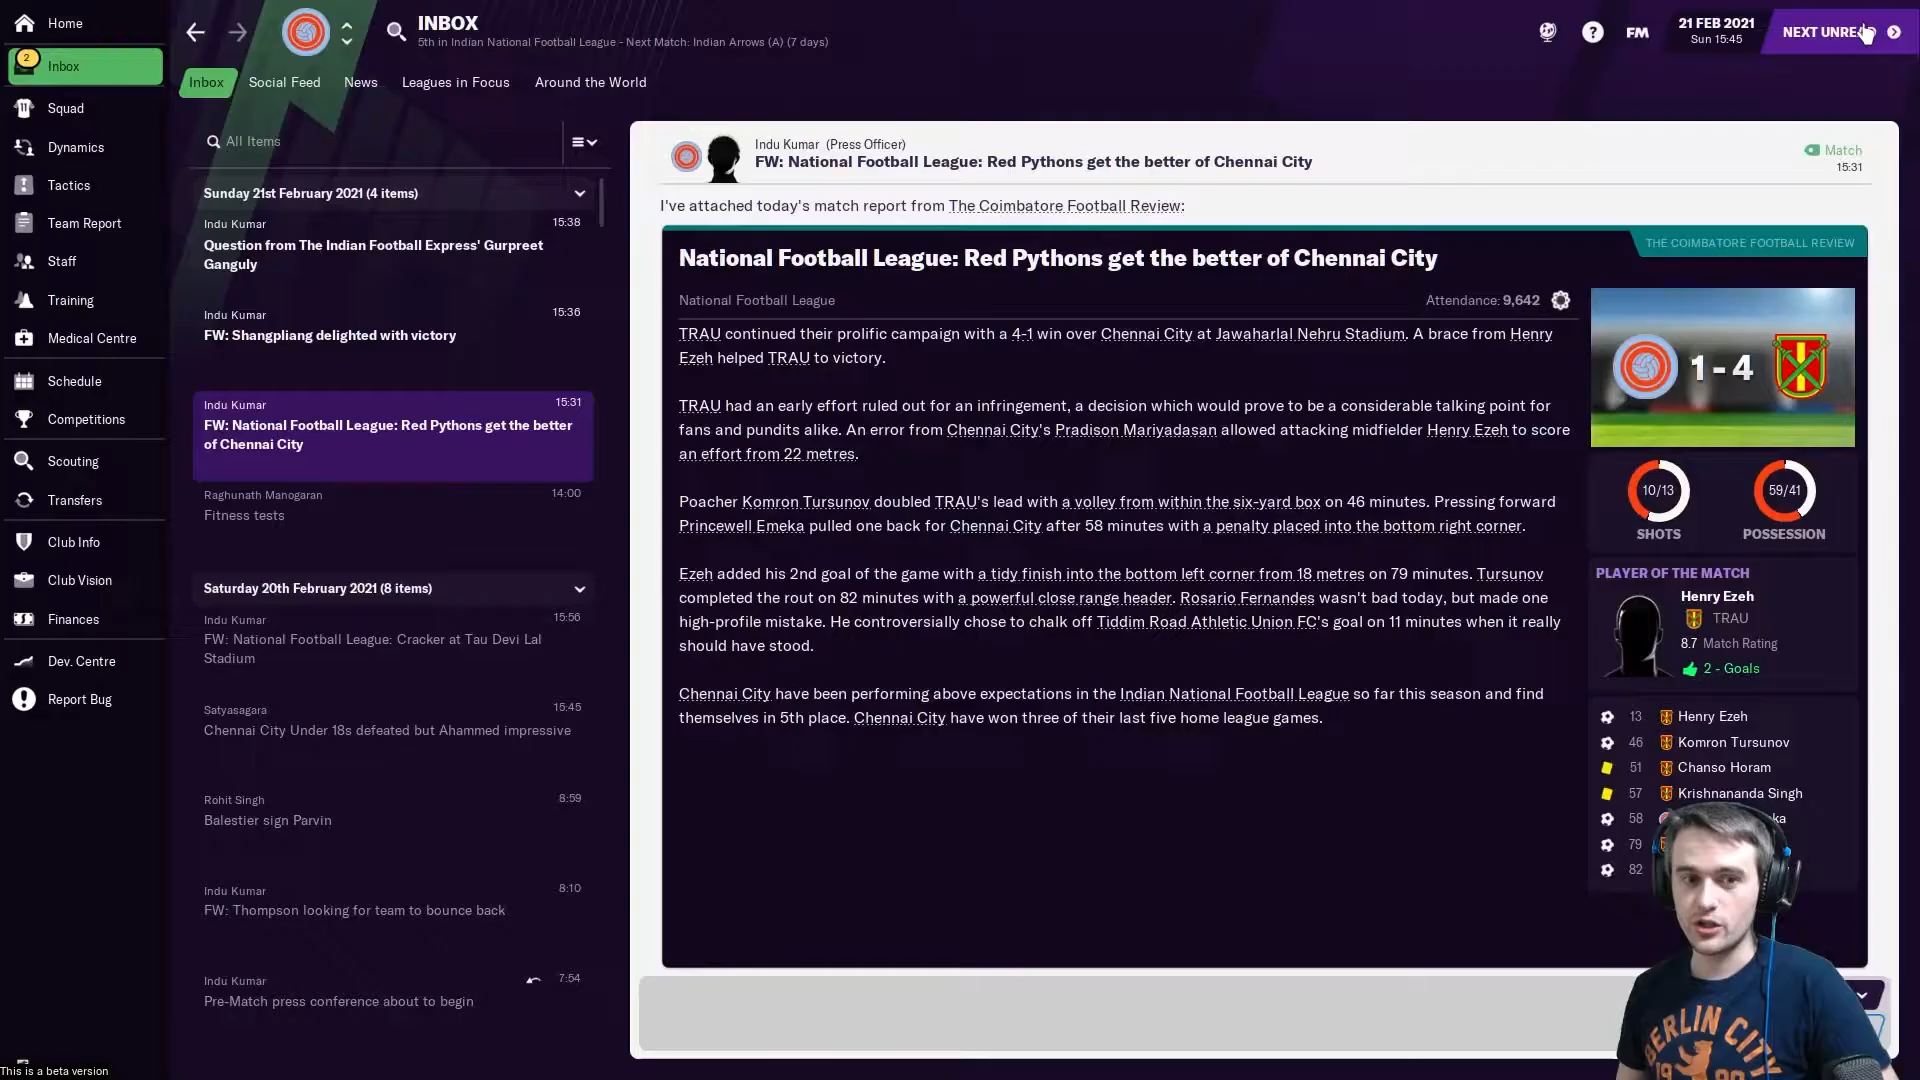 Home
2
Inbox
Squad
Dynamics
Tactics
Team Report
Staff
Training
Medical Centre
Schedule
Competitions
Scouting
Transfers
Club Info
Club Vision
Finances
Dev. Centre
Report Bug
This is a beta version
INBOX
5th in Indian National Football League - Next Match: Indian Arrows (A) (7 days)
FM
21 FEB 2021
Sun 15:45
NEXT
Inbox
Social Feed
News
Leagues in Focus
Around the World
All Items
Sunday 21st February 2021 (4 items)
Indu Kumar 15:38
Question from The Indian Football Express' Gurpreet
Ganguly
Indu Kumar 15:36
FW: Shangpliang delighted with victory
Indu Kumar 15:31
FW: National Football League: Red Pythons get the better
of Chennai City
Raghunath Manogaran 14:00
Fitness tests
Saturday 20th February 2021 (8 items)
Indu Kumar 15:56
FW: National Football League: Cracker at Tau Devi Lal
Stadium
Satyasagara 15:45
Chennai City Under 18s defeated but Ahammed impressive
Rohit Singh 8:59
Balestier sign Parvin
Indu Kumar 8:10
FW: Thompson looking for team to bounce back
Indu Kumar 7:54
Pre-Match press conference about to begin
Indu Kumar (Press Officer)
FW: National Football League: Red Pythons get the better of Chennai City
Match
15:31
I've attached today's match report from The Coimbatore Football Review:
THE COIMBATORE FOOTBALL REVIEW
National Football League: Red Pythons get the better of Chennai City
National Football League
Attendance: 9,642
TRAU continued their prolific campaign with a 4-1 win over Chennai City at Jawaharlal Nehru Stadium. A brace from Henry
Ezeh helped TRAU to victory.
TRAU had an early effort ruled out for an infringement, a decision which would prove to be a considerable talking point for
fans and pundits alike. An error from Chennai City's Pradison Mariyadasan allowed attacking midfielder Henry Ezeh to score
an effort from 22 metres.
Poacher Komron Tursunov doubled TRAU's lead with a volley from within the six-yard box on 46 minutes. Pressing forward
Princewell Emeka pulled one back for Chennai City after 58 minutes with a penalty placed into the bottom right corner.
Ezeh added his 2nd goal of the game with a tidy finish into the bottom left corner from 18 metres on 79 minutes. Tursunov
completed the rout on 82 minutes with a powerful close range header. Rosario Fernandes wasn't bad today, but made one
high-profile mistake. He controversially chose to chalk off Tiddim Road Athletic Union FC's goal on 11 minutes when it really
should have stood.
Chennai City have been performing above expectations in the Indian National Football League so far this season and find
themselves in 5th place. Chennai City have won three of their last five home league games.
1 - 4
10/13
SHOTS
59/41
POSSESSION
PLAYER OF THE MATCH
Henry Ezeh
TRAU
8.7 Match Rating
2 - Goals
13 Henry Ezeh
46 Komron Tursunov
51 Chanso Horam
57 Krishnananda Singh
58
79
82
BERLIN CITY